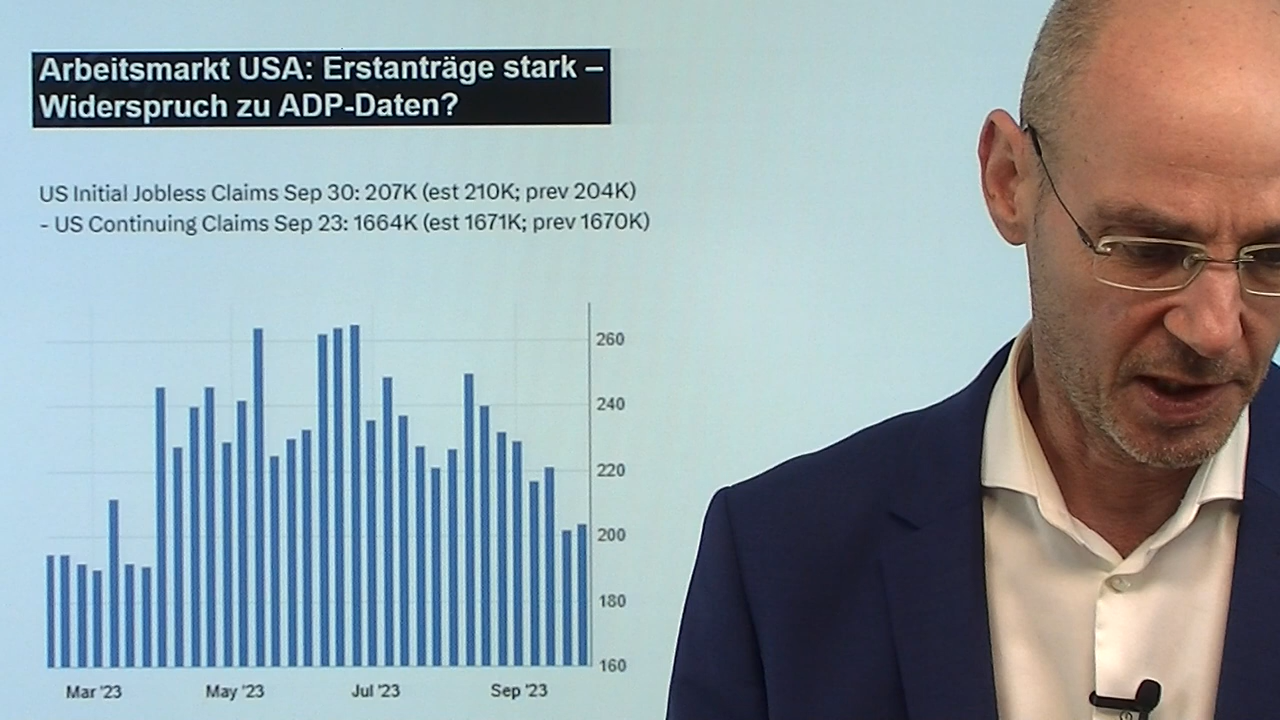 Arbeitsmarkt USA: Erstanträge stark –
Widerspruch zu ADP-Daten?
US Initial Jobless Claims Sep 30: 207K (est 210K; prev 204K)
- US Continuing Claims Sep 23: 1664K (est 1671K; prev 1670K)
260
240
220
200
180
160
Mar '23 May '23 Jul '23 Sep '23